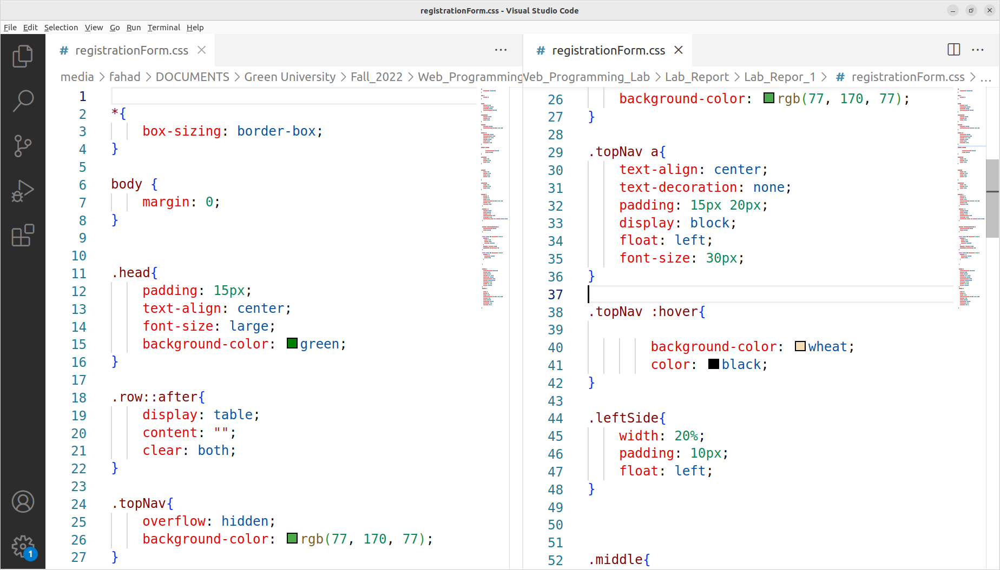 registrationForm.css - Visual Studio Code
File Edit Selection View Go Run Terminal Help
# registrationForm.css
media > fahad > DOCUMENTS > Green University > Fall_2022 > Web_Programming
1
2 *{
3 box-sizing: border-box;
4 }
5
6 body {
7 margin: 0;
8 }
9
10
11 .head{
12 padding: 15px;
13 text-align: center;
14 font-size: large;
15 background-color: green;
16 }
17
18 .row::after{
19 display: table;
20 content: "";
21 clear: both;
22 }
23
24 .topNav{
25 overflow: hidden;
26 background-color: rgb(77, 170, 77);
27 }
1
# registrationForm.css
Web_Programming_Lab > Lab_Report > Lab_Repor_1 > # registrationForm.css > ...
26 background-color: rgb(77, 170, 77);
27 }
28
29 .topNav a{
30 text-align: center;
31 text-decoration: none;
32 padding: 15px 20px;
33 display: block;
34 float: left;
35 font-size: 30px;
36 }
37
38 .topNav :hover{
39
40 background-color: wheat;
41 color: black;
42 }
43
44 .leftSide{
45 width: 20%;
46 padding: 10px;
47 float: left;
48 }
49
50
51
52 .middle{